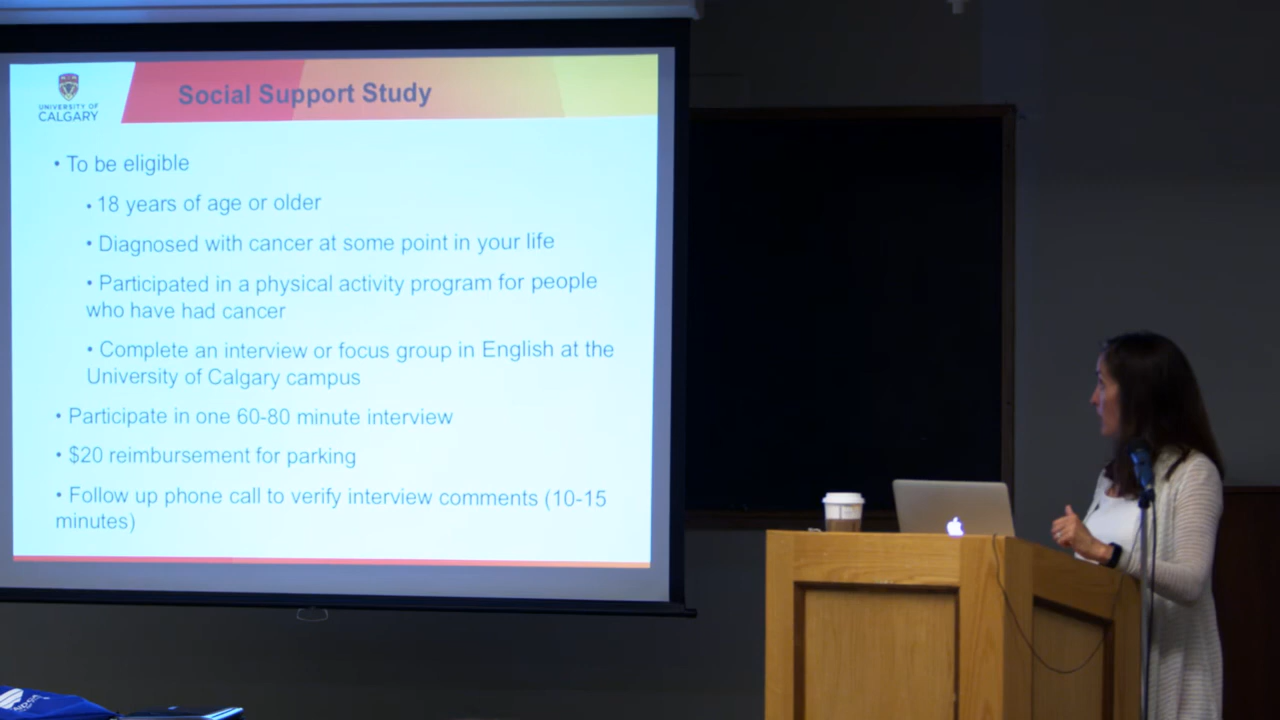 UNIVERSITY OF
CALGARY
Social Support Study
• To be eligible
• 18 years of age or older
• Diagnosed with cancer at some point in your life
• Participated in a physical activity program for people
who have had cancer
• Complete an interview or focus group in English at the
University of Calgary campus
• Participate in one 60-80 minute interview
• $20 reimbursement for parking
• Follow up phone call to verify interview comments (10-15
minutes)